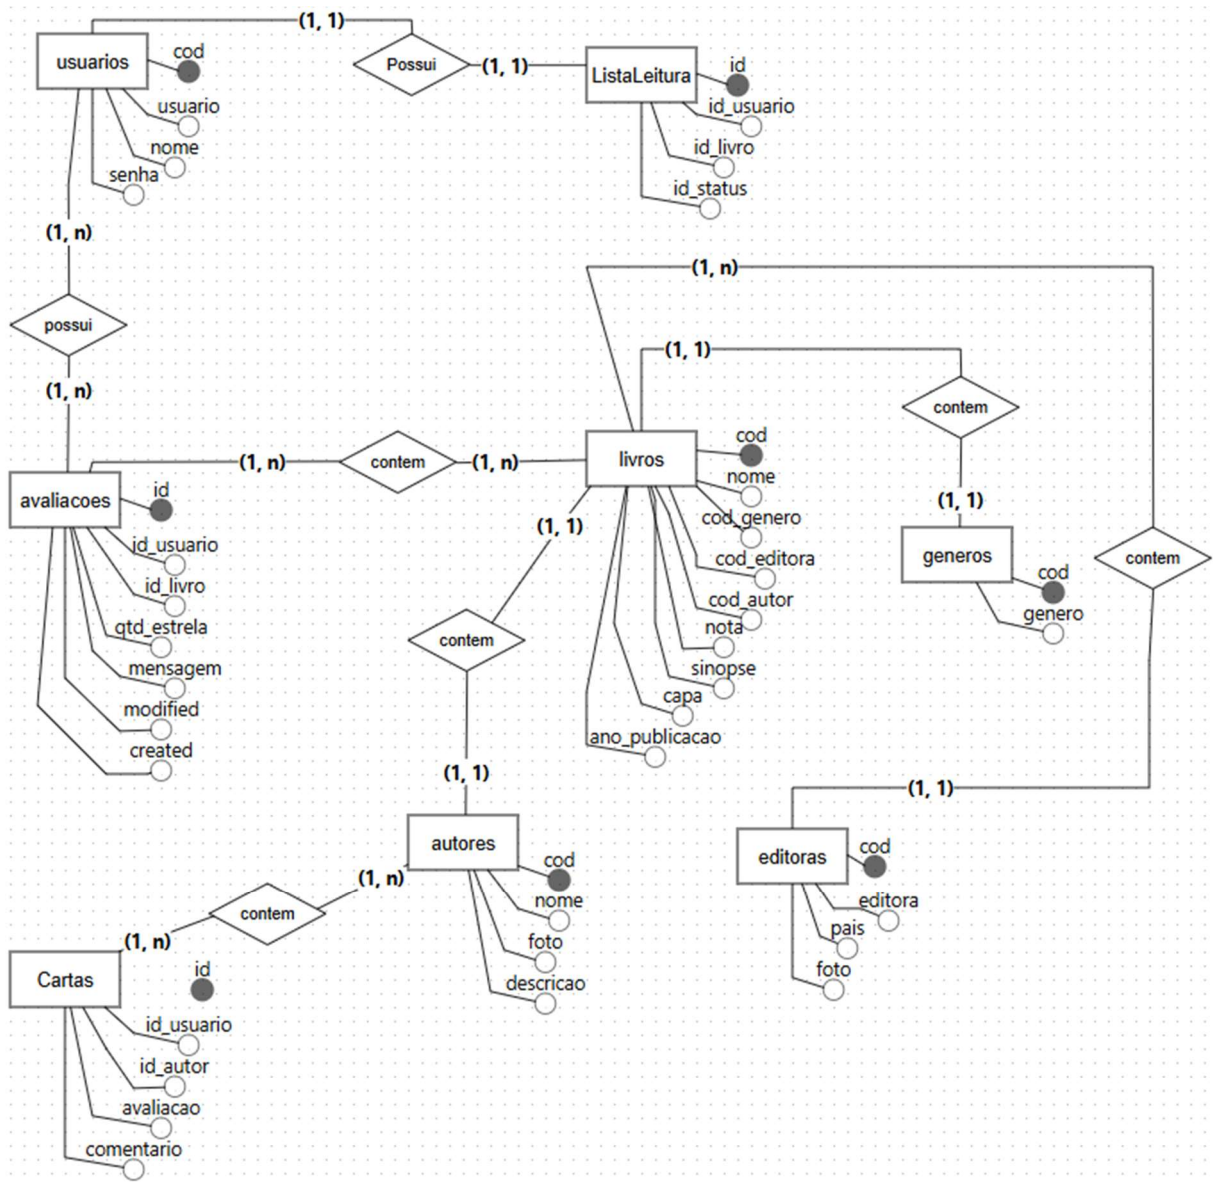 (1, 1)
usuarios
cod
usuario
nome
senha
Possui
(1, 1)
ListaLeitura
id
id_usuario
id_livro
id_status
(1, n)
possui
(1, n)
(1, n)
(1, 1)
contem
(1, 1)
generos
cod
genero
contem
avaliacoes
id
id_usuario
id_livro
qtd_estrela
mensagem
modified
created
(1, n)
contem
(1, n)
livros
cod
nome
cod_genero
cod_editora
cod_autor
nota
sinopse
capa
ano_publicacao
(1, 1)
contem
(1, 1)
autores
cod
nome
foto
descricao
(1, 1)
editoras
cod
editora
pais
foto
(1, n)
contem
(1, n)
Cartas
id
id_usuario
id_autor
avaliacao
comentario